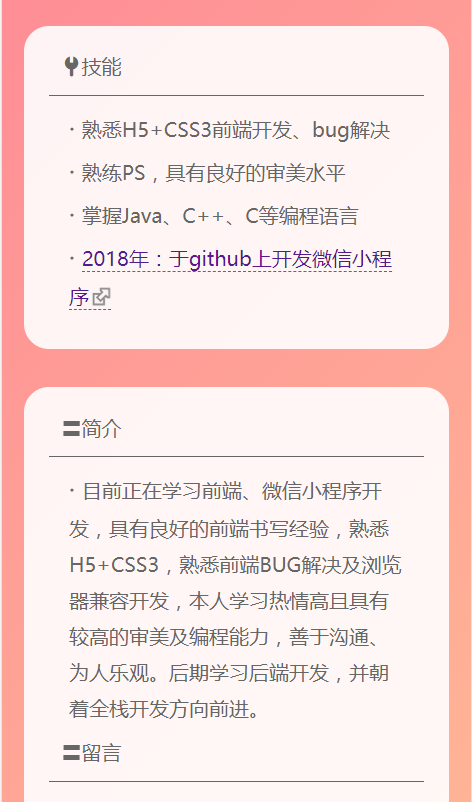 技能
· 熟悉H5+CSS3前端开发、bug解决
· 熟练PS，具有良好的审美水平
· 掌握Java、C++、C等编程语言
· 2018年：于github上开发微信小程
序
简介
· 目前正在学习前端、微信小程序开
发，具有良好的前端书写经验，熟悉
H5+CSS3，熟悉前端BUG解决及浏览
器兼容开发，本人学习热情高且具有
较高的审美及编程能力，善于沟通、
为人乐观。后期学习后端开发，并朝
着全栈开发方向前进。
留言